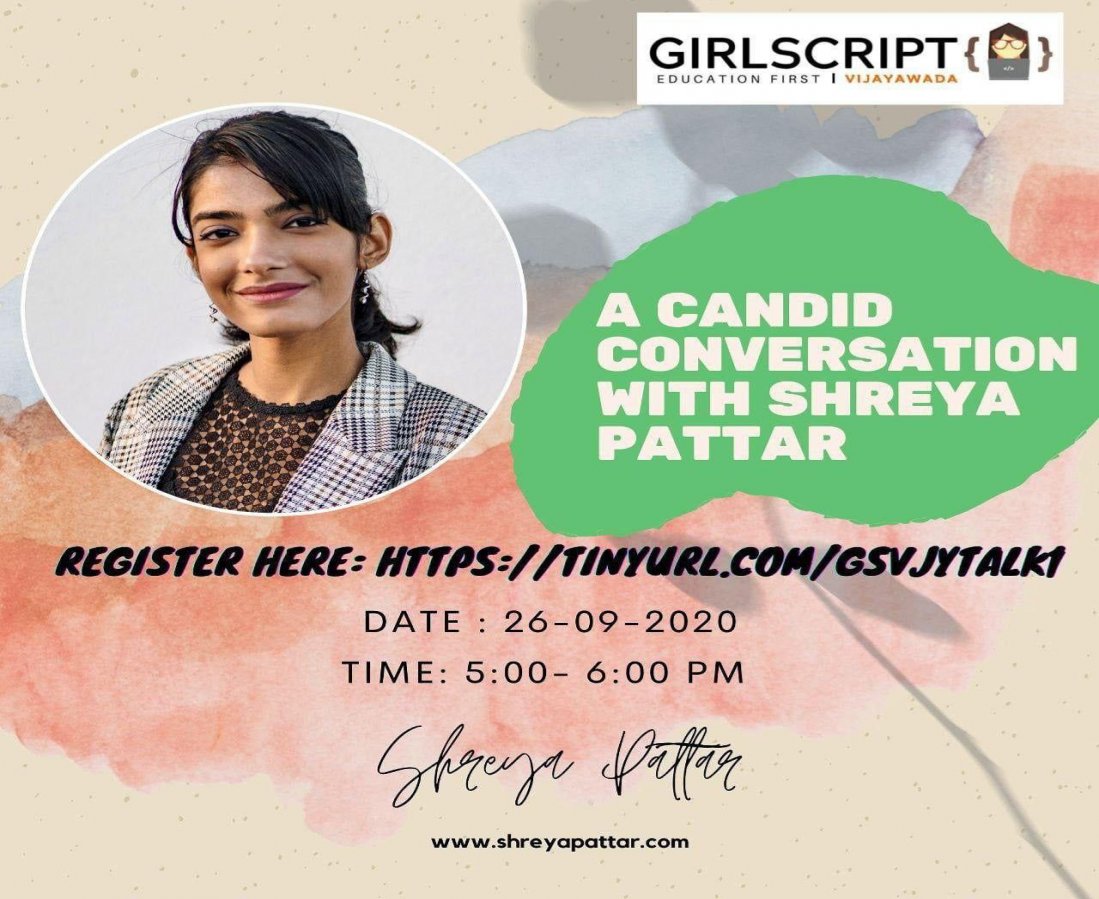 GIRLSCRIPT
EDUCATION FIRST | VIJAYAWADA
A CANDID
CONVERSATION
WITH SHREYA
PATTAR
REGISTER HERE: HTTPS://TINYURL.COM/GSVJYTALK1
DATE : 26-09-2020
TIME: 5:00- 6:00 PM
Shreya Pattar
www.shreyapattar.com